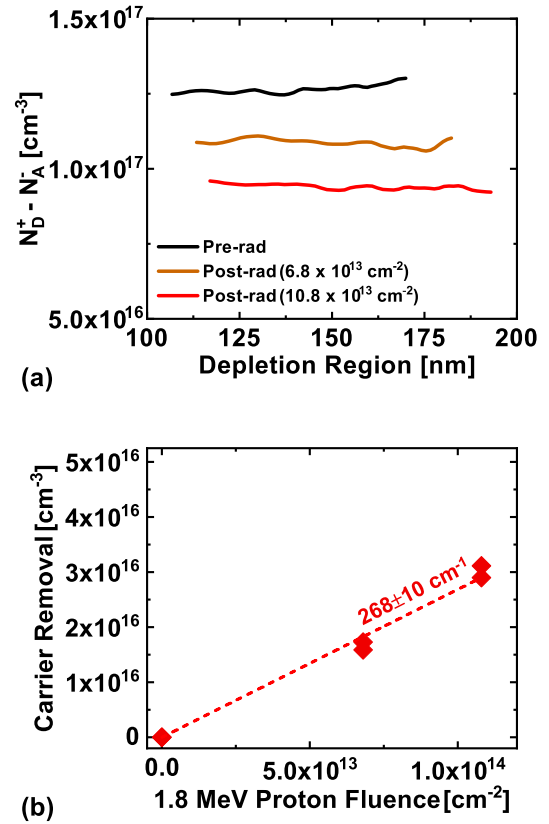 (a)
N_D^+ - N_A^- [cm^-3]
1.5x10^17
1.0x10^17
5.0x10^16
Pre-rad
Post-rad (6.8 x 10^13 cm^-2)
Post-rad (10.8 x 10^13 cm^-2)
100 125 150 175 200
Depletion Region [nm]
(b)
Carrier Removal [cm^-3]
5x10^16
4x10^16
3x10^16
2x10^16
1x10^16
0
268±10 cm^-1
0.0 5.0x10^13 1.0x10^14
1.8 MeV Proton Fluence [cm^-2]